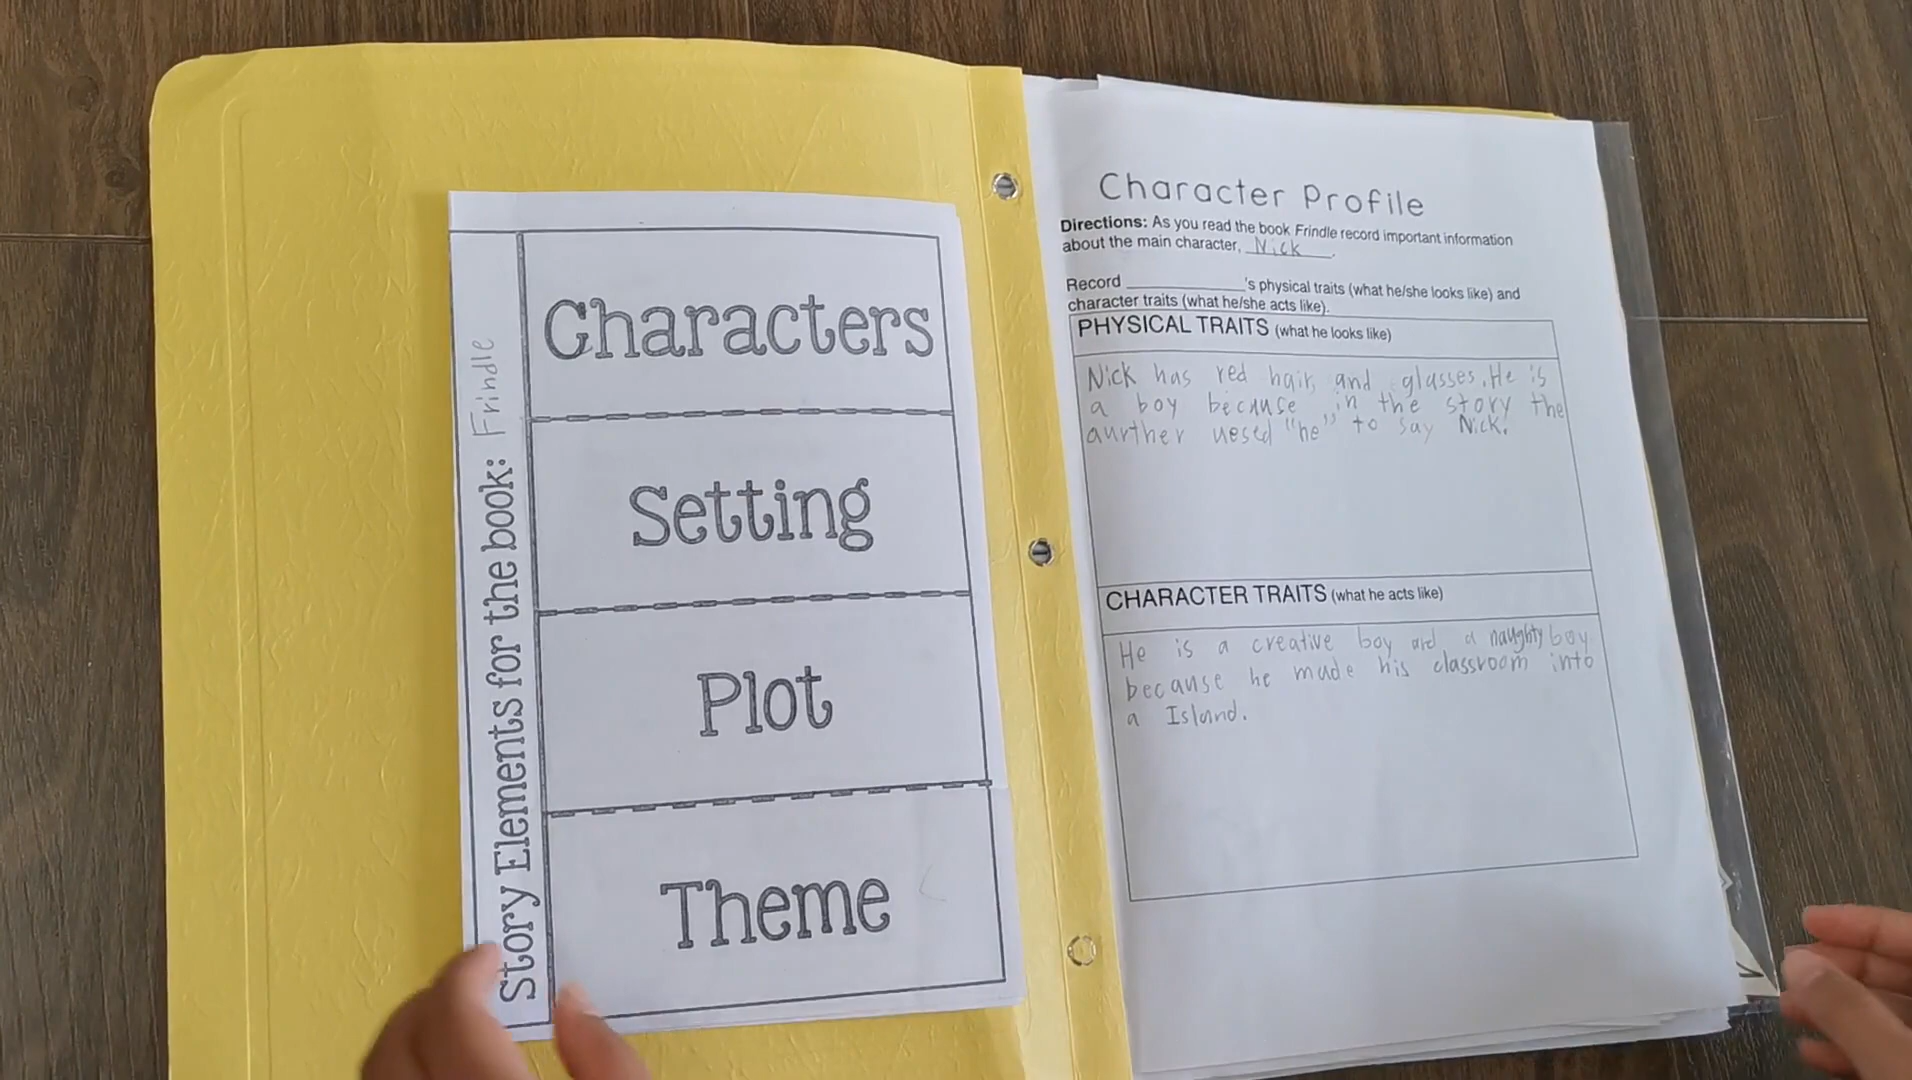 Story Elements for the book: Frindle
Characters
Setting
Plot
Theme
Character Profile
Directions: As you read the book Frindle record important information
about the main character, Nick.
Record ____________'s physical traits (what he/she looks like) and
character traits (what he/she acts like).
PHYSICAL TRAITS (what he looks like)
Nick has red hair, and glasses. He is
a boy because in the story the
aurther uesed "he" to say Nick.
CHARACTER TRAITS (what he acts like)
He is a creative boy and a naughty boy
because he made his classroom into
a Island.